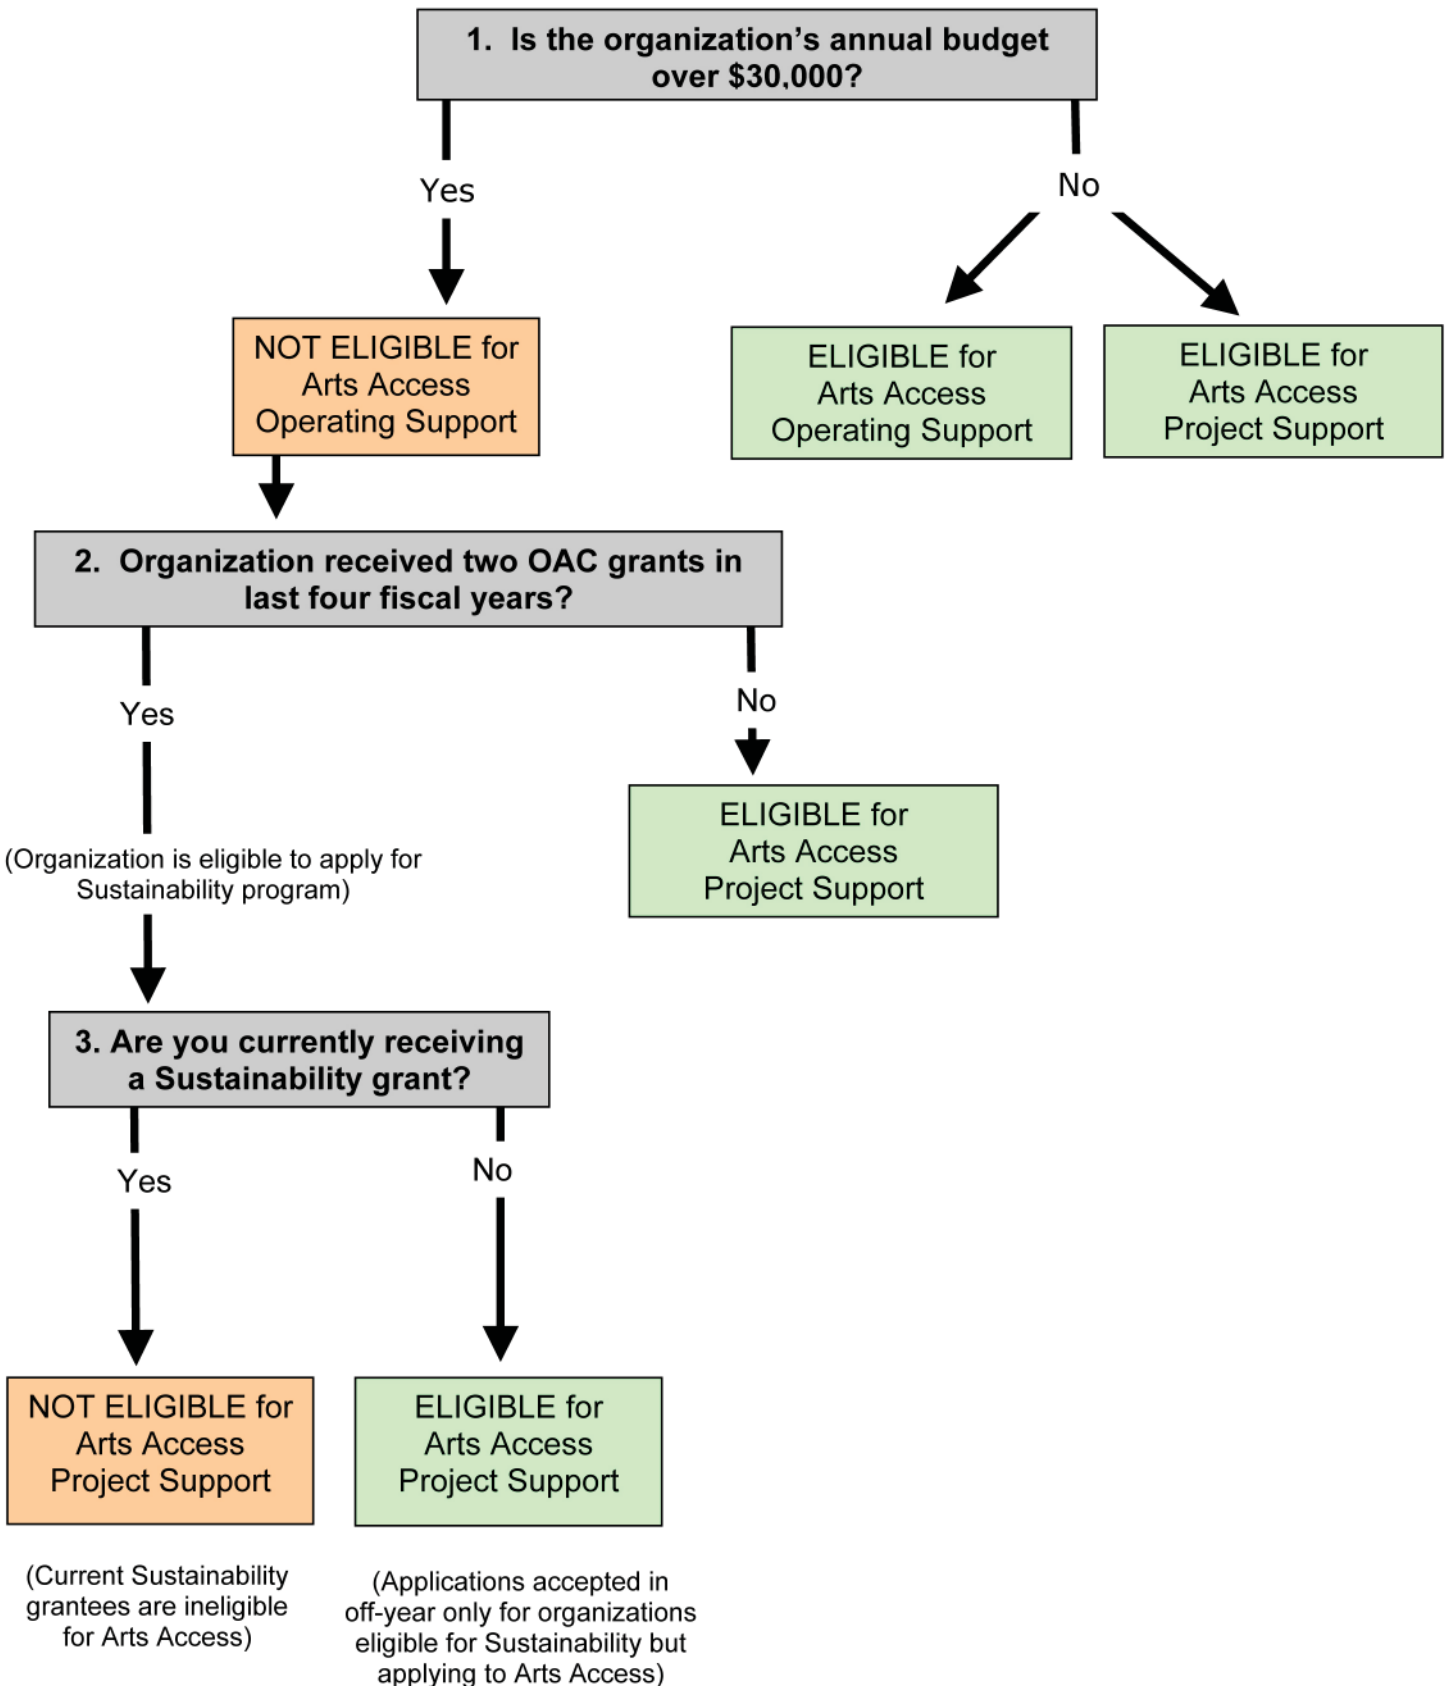 1. Is the organization's annual budget
over $30,000?
Yes
No
NOT ELIGIBLE for
Arts Access
Operating Support
ELIGIBLE for
Arts Access
Operating Support
ELIGIBLE for
Arts Access
Project Support
2. Organization received two OAC grants in
last four fiscal years?
Yes
No
(Organization is eligible to apply for
Sustainability program)
ELIGIBLE for
Arts Access
Project Support
3. Are you currently receiving
a Sustainability grant?
Yes
No
NOT ELIGIBLE for
Arts Access
Project Support
(Current Sustainability
grantees are ineligible
for Arts Access)
ELIGIBLE for
Arts Access
Project Support
(Applications accepted in
off-year only for organizations
eligible for Sustainability but
applying to Arts Access)